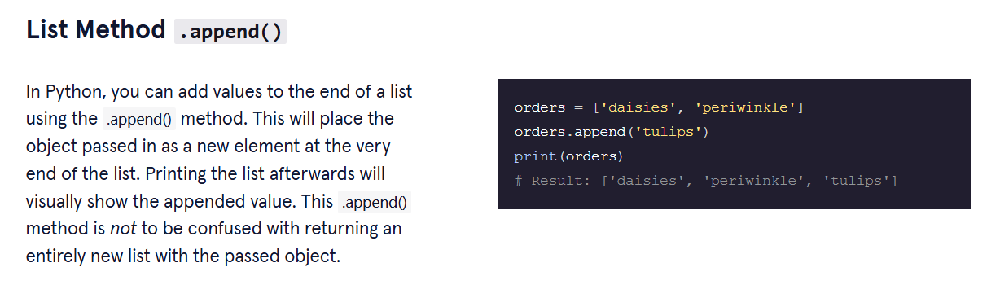 List Method .append()
In Python, you can add values to the end of a list
using the .append() method. This will place the
object passed in as a new element at the very
end of the list. Printing the list afterwards will
visually show the appended value. This .append()
method is not to be confused with returning an
entirely new list with the passed object.
orders = ['daisies', 'periwinkle']
orders.append('tulips')
print(orders)
# Result: ['daisies', 'periwinkle', 'tulips']